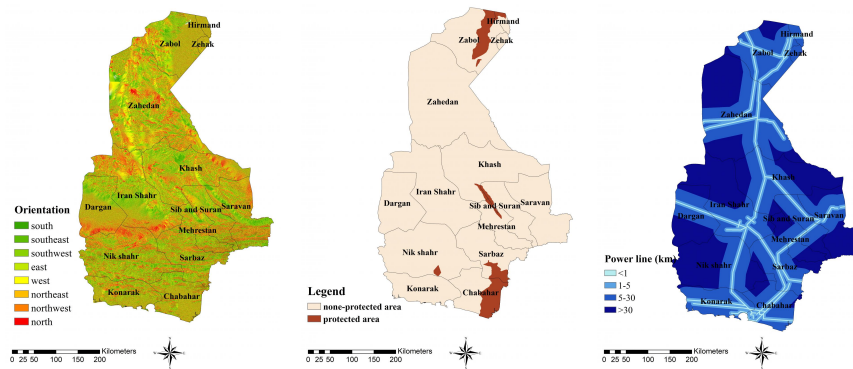 Hirmand
Zabol
Zehak
Zahedan
Khash
Iran Shahr
Dargan
Sib and Suran
Saravan
Mehrestan
Nik shahr
Sarbaz
Konarak
Chabahar
Orientation
south
southeast
southwest
east
west
northeast
northwest
north
0 25 50 100 150 200 Kilometers
Hirmand
Zabol
Zehak
Zahedan
Khash
Iran Shahr
Dargan
Sib and Suran
Saravan
Mehrestan
Nik shahr
Sarbaz
Konarak
Chabahar
Legend
none-protected area
protected area
0 25 50 100 150 200 Kilometers
Hirmand
Zabol
Zehak
Zahedan
Khash
Iran Shahr
Dargan
Sib and Suran
Saravan
Mehrestan
Nik shahr
Sarbaz
Konarak
Chabahar
Power line (km)
<1
1-5
5-30
>30
0 25 50 100 150 200 Kilometers